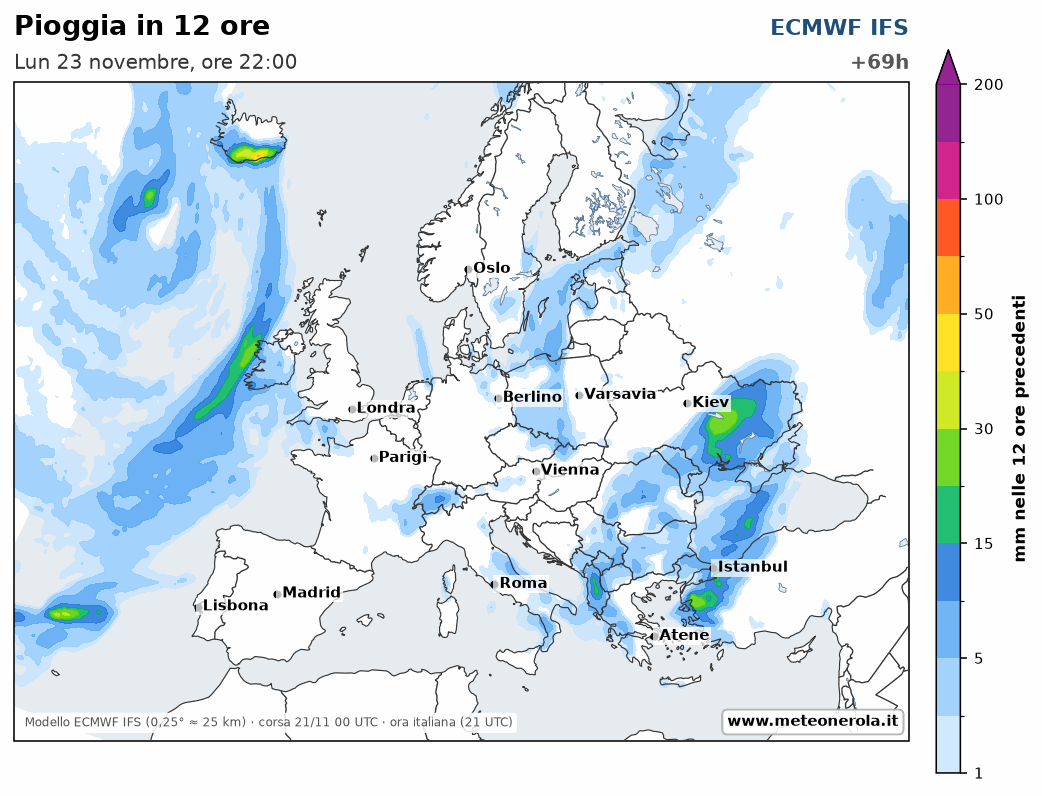 Pioggia in 12 ore
ECMWF IFS
Lun 23 novembre, ore 22:00
+69h
200
100
50
30
15
5
1
mm nelle 12 ore precedenti
Oslo
Berlino
Varsavia
Kiev
Londra
Parigi
Vienna
Istanbul
Roma
Madrid
Lisbona
Atene
Modello ECMWF IFS (0,25° ≈ 25 km) · corsa 21/11 00 UTC · ora italiana (21 UTC)
www.meteonerola.it